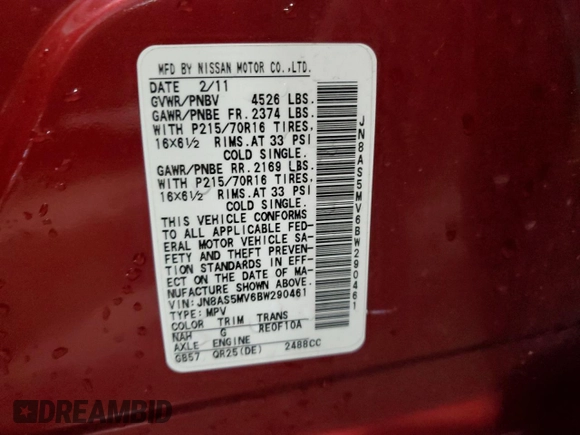 MFD BY NISSAN MOTOR CO.,LTD.
DATE 2/11
GVWR/PNBV 4526 LBS.
GAWR/PNBE FR. 2374 LBS.
WITH P215/70R16 TIRES,
16X6½ RIMS.AT 33 PSI
COLD SINGLE.
GAWR/PNBE RR. 2169 LBS.
WITH P215/70R16 TIRES,
16X6½ RIMS.AT 33 PSI
COLD SINGLE.
THIS VEHICLE CONFORMS
TO ALL APPLICABLE FED-
ERAL MOTOR VEHICLE SA-
FETY AND THEFT PREVEN-
TION STANDARDS IN EFF-
ECT ON THE DATE OF MA-
NUFACTURE SHOWN ABOVE.
VIN:JN8AS5MV6BW290461
TYPE:MPV
COLOR TRIM TRANS
NAH G RE0F10A
AXLE ENGINE
GB57 QR25(DE) 2488CC
JN8AS5MV6BW290461
DREAMBID